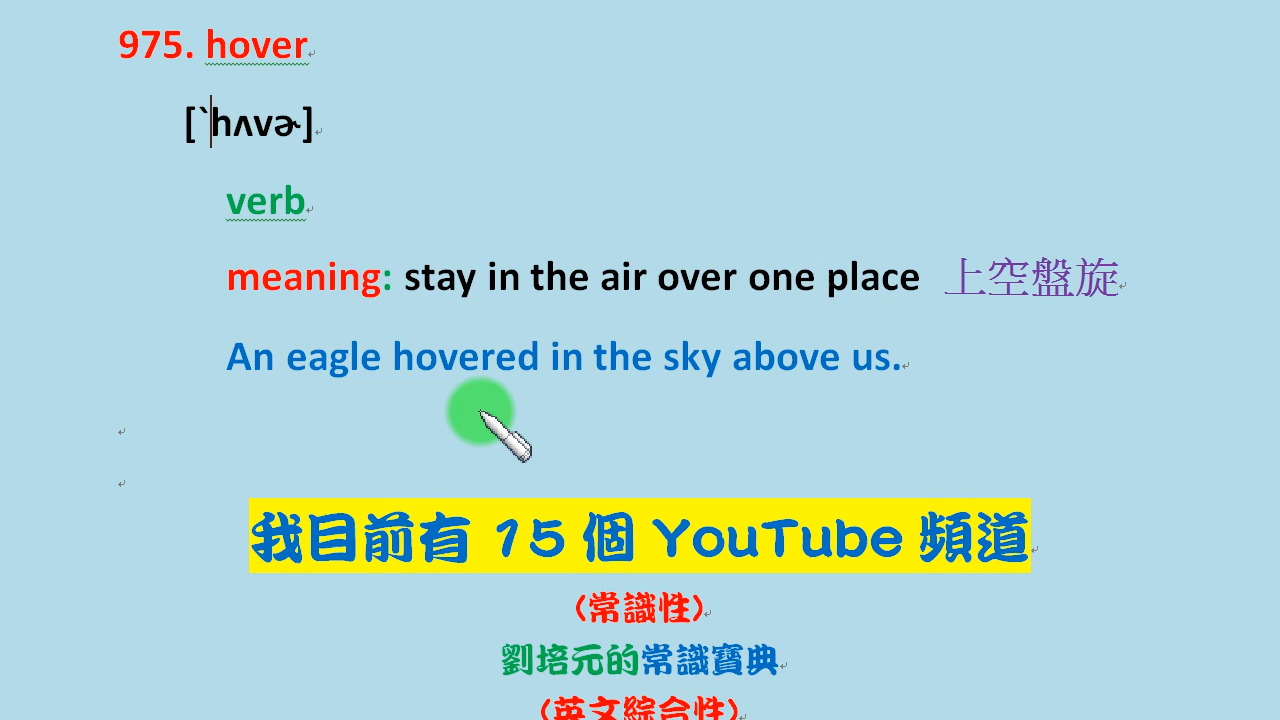 975. hover
[ˋhʌvɚ]
verb
meaning: stay in the air over one place 上空盤旋
An eagle hovered in the sky above us.
我目前有 15 個 YouTube 頻道
(常識性)
劉培元的常識寶典
(英文綜合性)